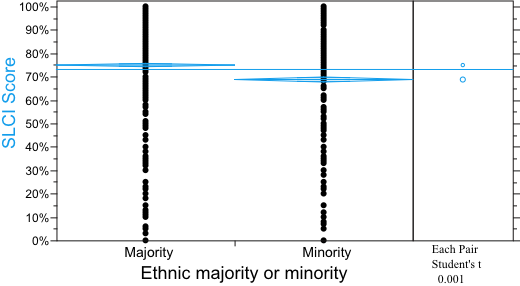 100%
90%
80%
70%
60%
50%
40%
30%
20%
10%
0%
SLCI Score
Majority
Minority
Ethnic majority or minority
Each Pair
Student's t
0.001